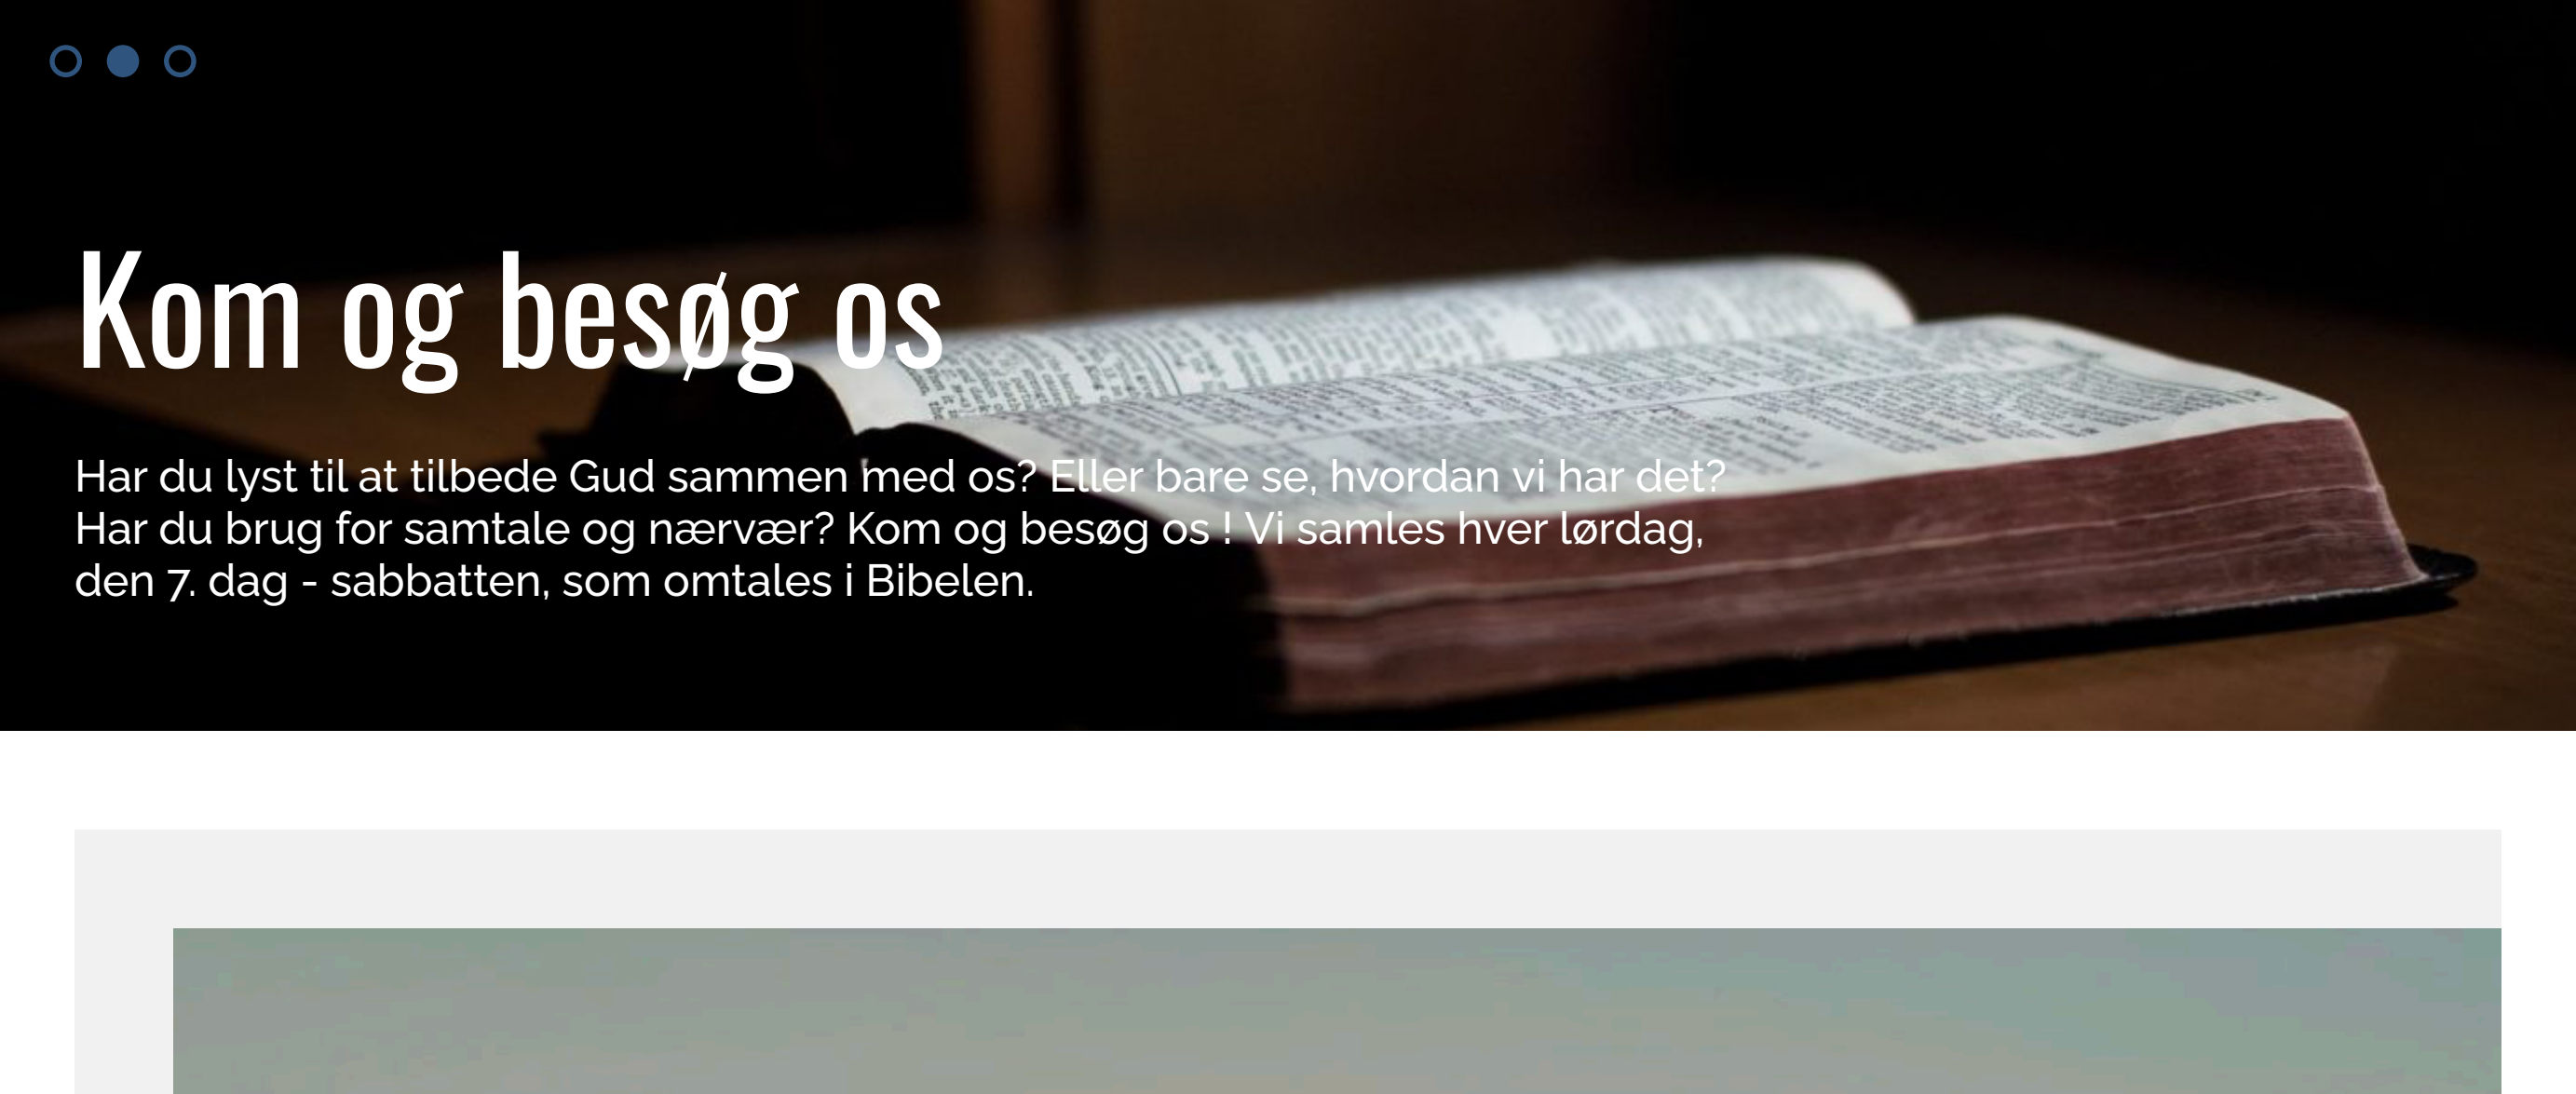 Kom og besøg os
Har du lyst til at tilbede Gud sammen med os? Eller bare se, hvordan vi har det?
Har du brug for samtale og nærvær? Kom og besøg os ! Vi samles hver lørdag,
den 7. dag - sabbatten, som omtales i Bibelen.